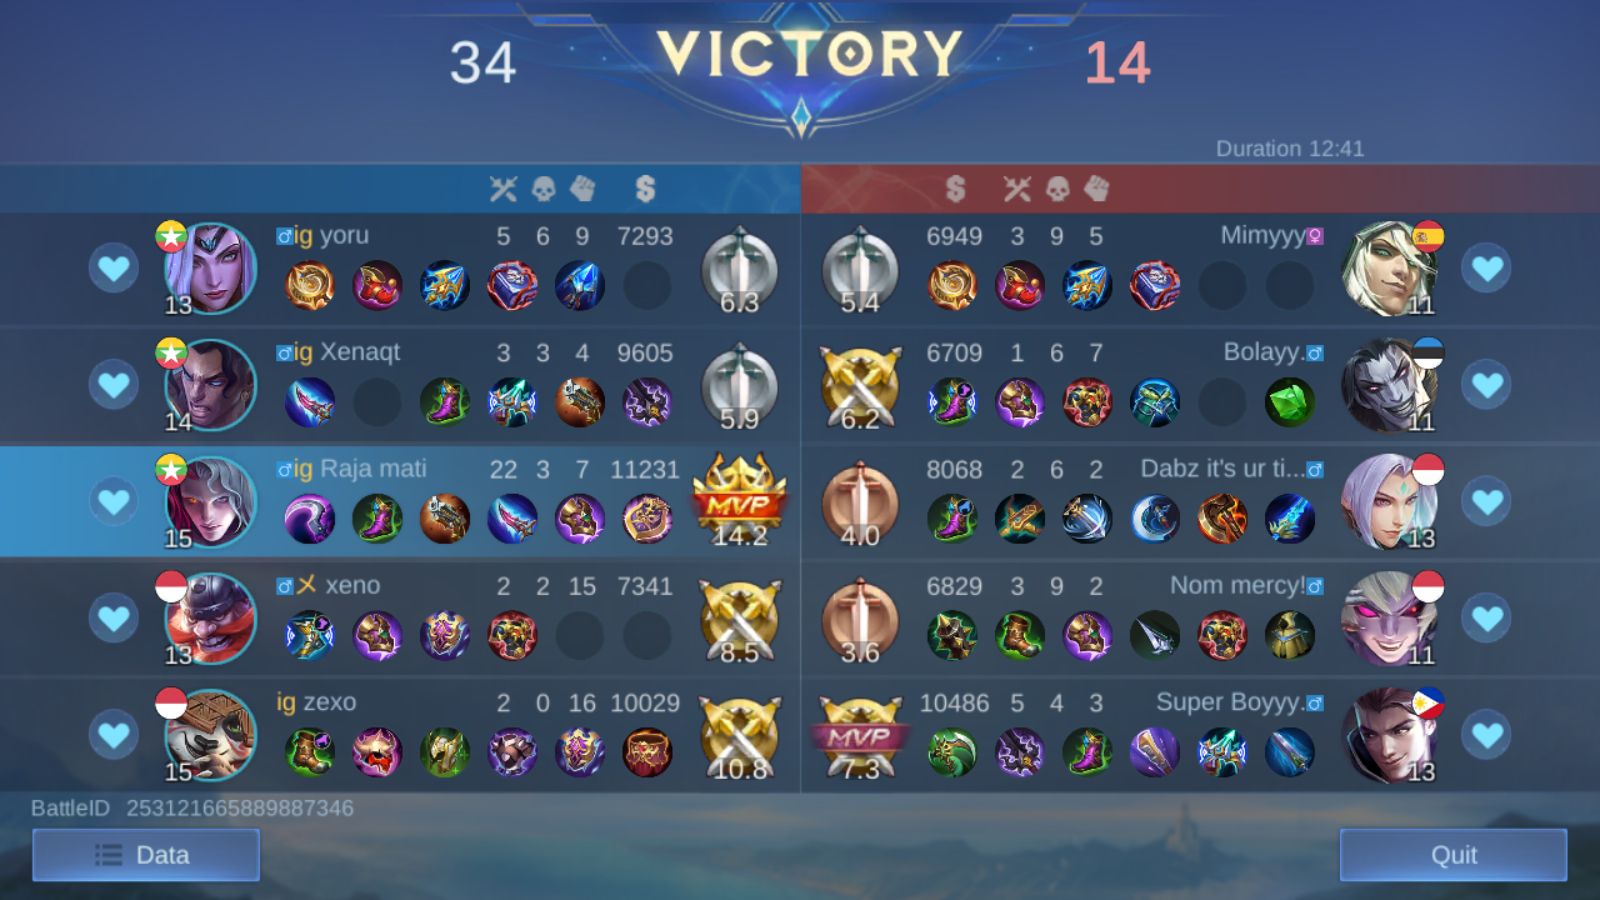 34 VICTORY 14
Duration 12:41
ig yoru 5 6 9 7293
13 6.3
6949 3 9 5 Mimyyy
5.4 11
ig Xenaqt 3 3 4 9605
14 5.9
6709 1 6 7 Bolayy.
6.2 11
ig Raja mati 22 3 7 11231
MVP
15 14.2
8068 2 6 2 Dabz it's ur ti...
4.0 13
メ xeno 2 2 15 7341
13 8.5
6829 3 9 2 Nom mercy!
3.6 11
ig zexo 2 0 16 10029
15 10.8
10486 5 4 3 Super Boyyy.
MVP
7.3 13
BattleID 253121665889887346
Data
Quit